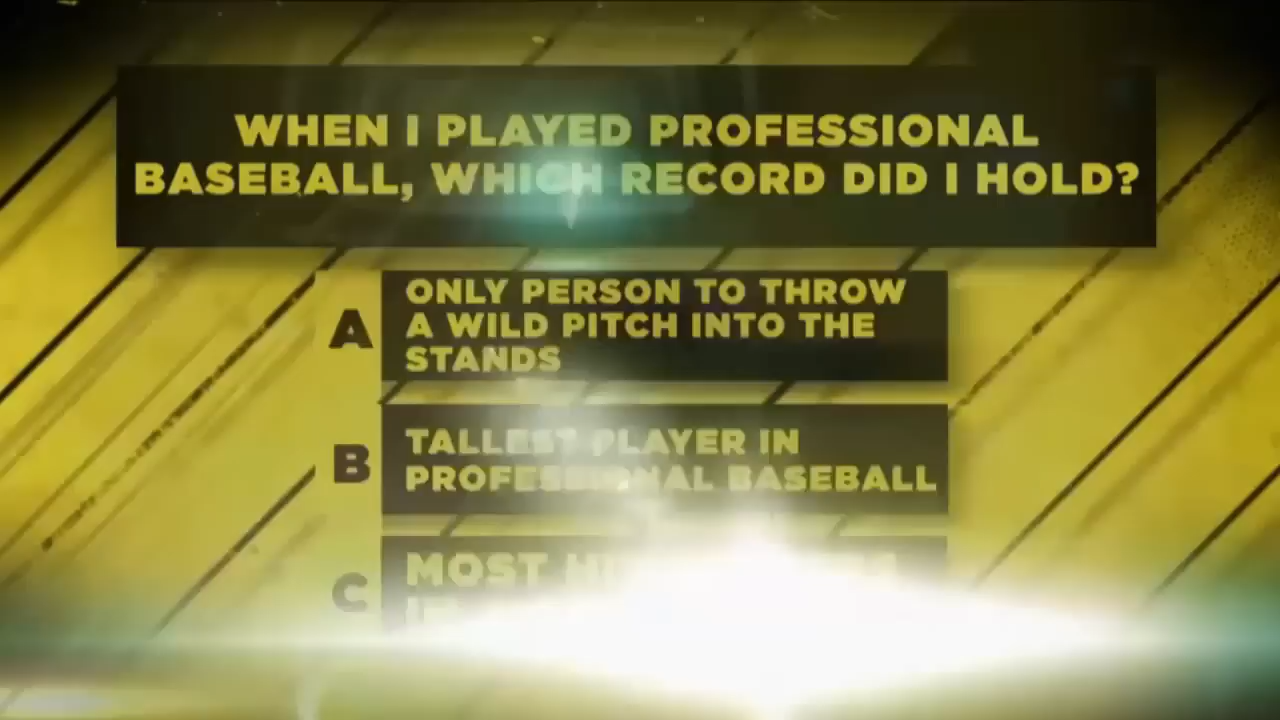 WHEN I PLAYED PROFESSIONAL
BASEBALL, WHICH RECORD DID I HOLD?
A
ONLY PERSON TO THROW
A WILD PITCH INTO THE
STANDS
B
TALLEST PLAYER IN
PROFESSIONAL BASEBALL
C
MOST